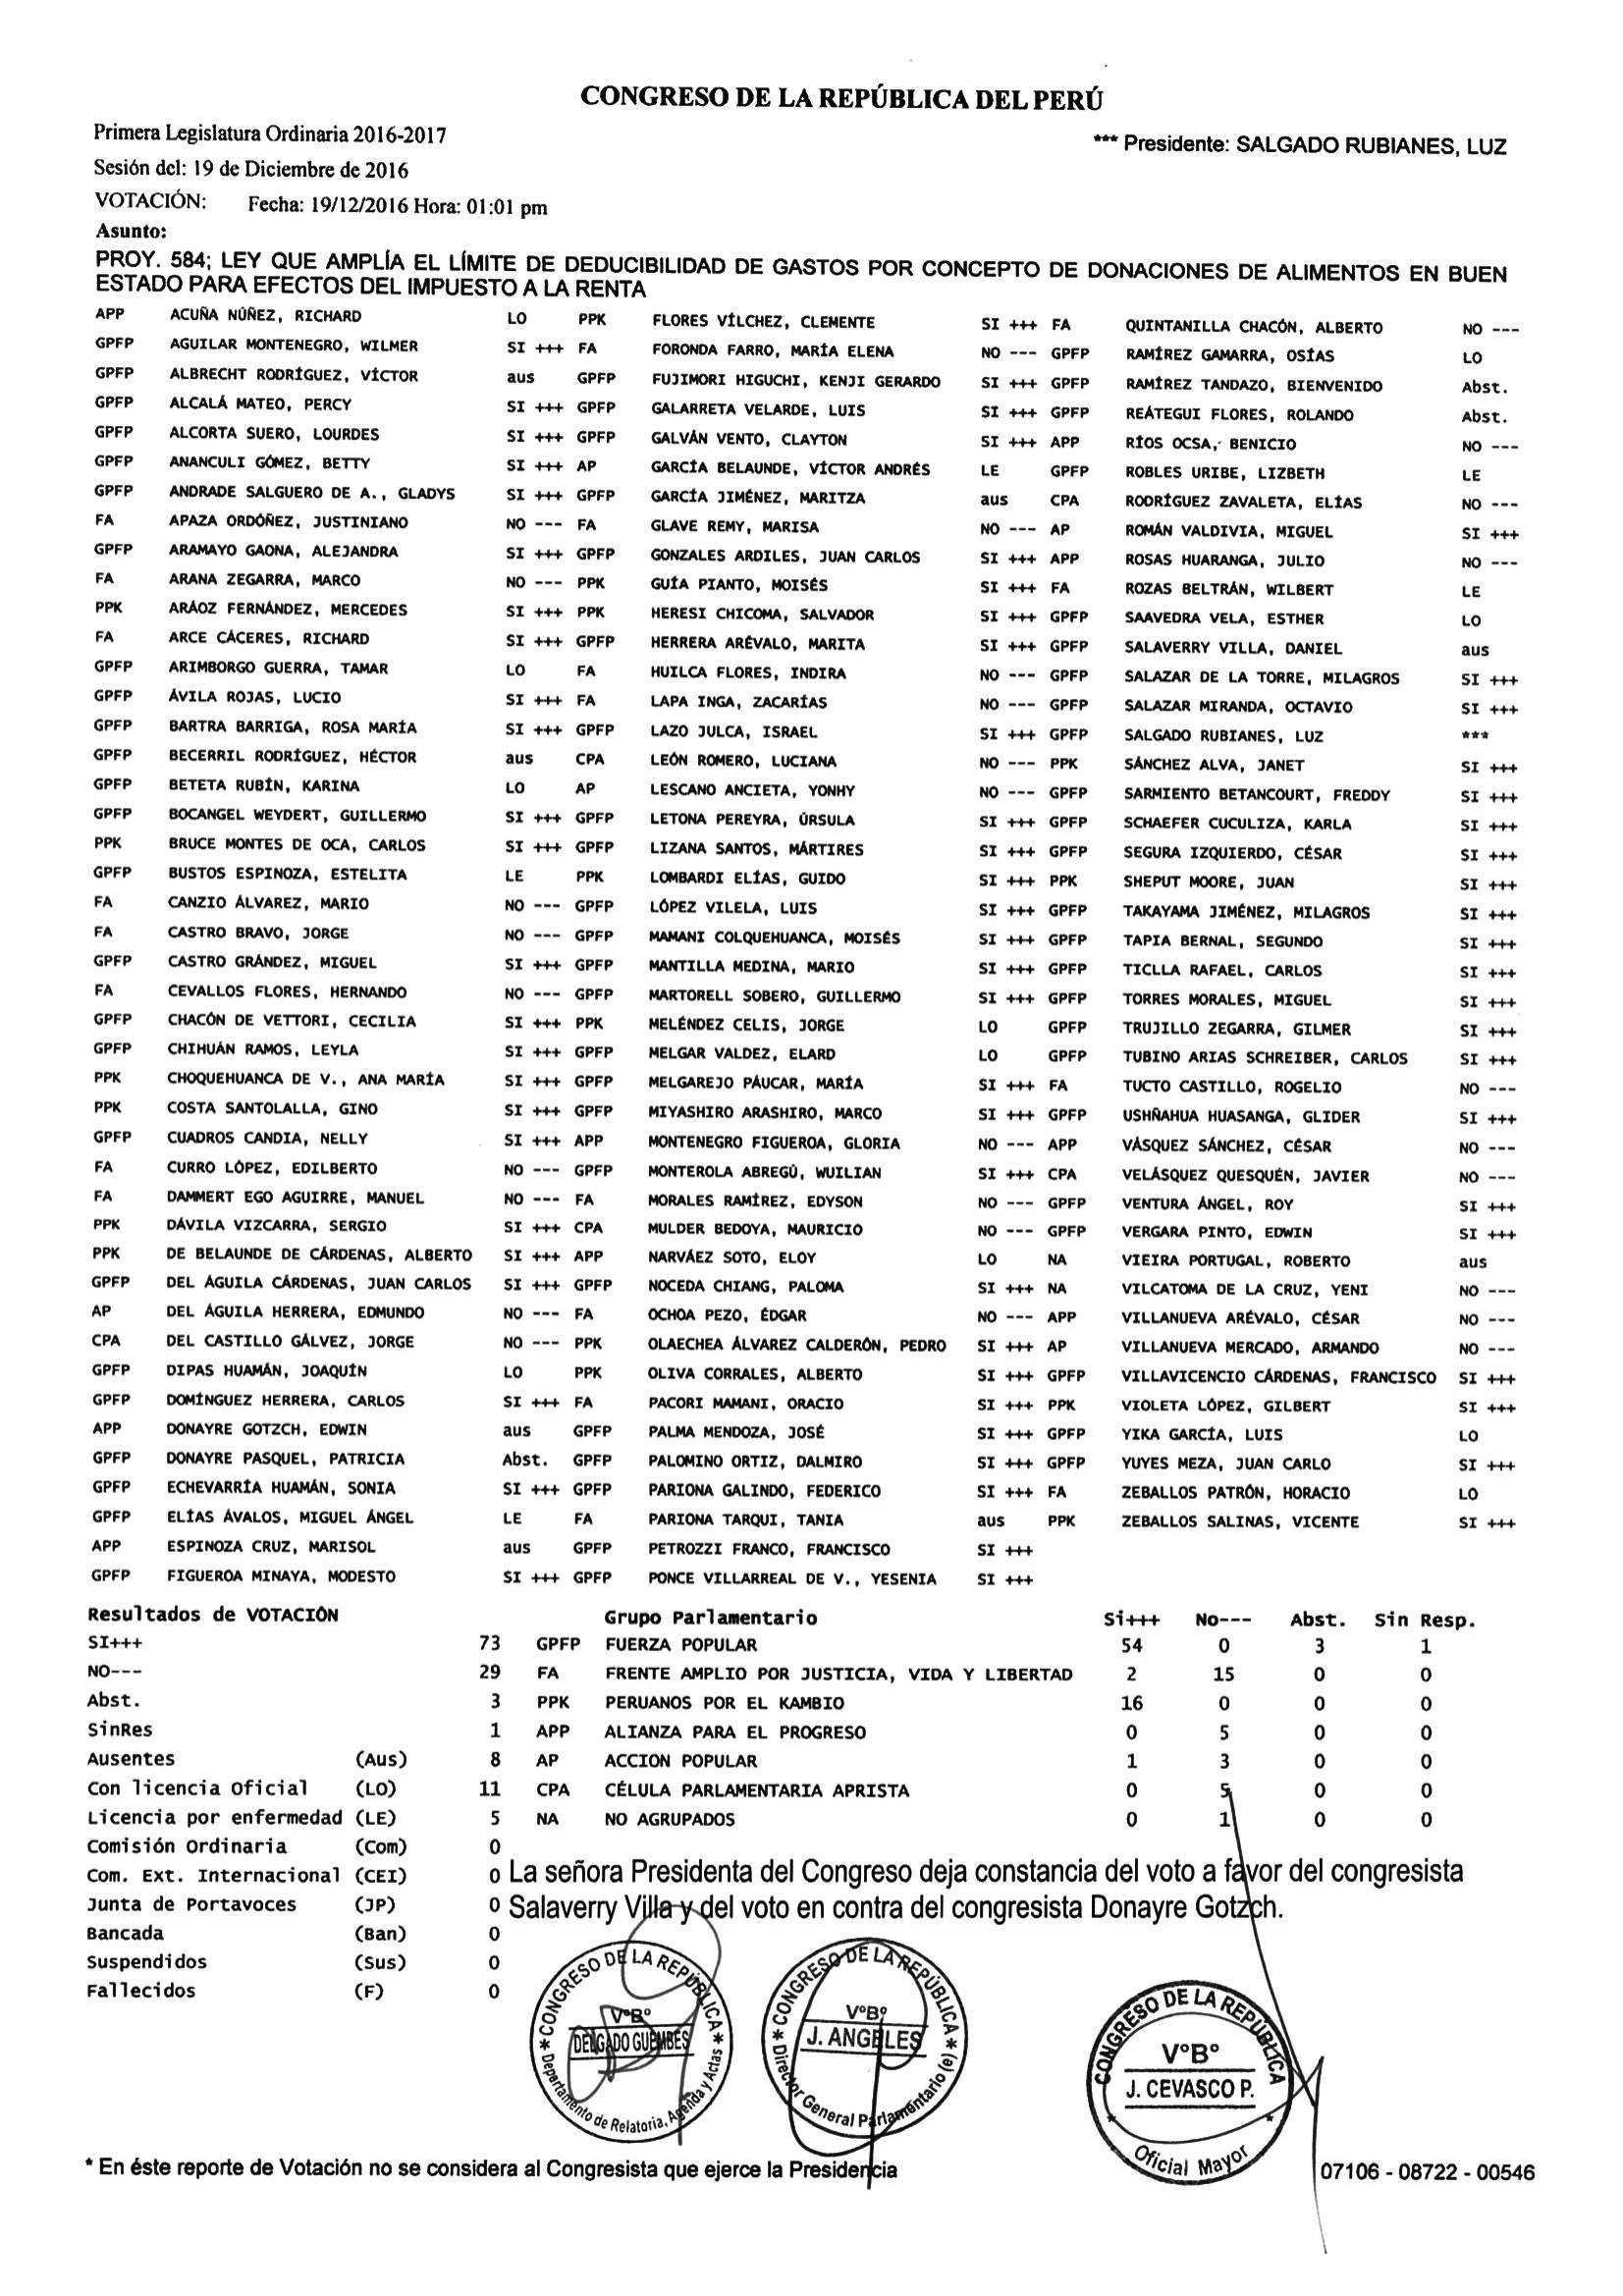 CONGRESO DE LA REPÚBLICA DEL PERÚ
Primera Legislatura Ordinaria 2016-2017
*** Presidente: SALGADO RUBIANES, LUZ
Sesión del: 19 de Diciembre de 2016
VOTACIÓN: Fecha: 19/12/2016 Hora: 01:01 pm
Asunto:
PROY. 584; LEY QUE AMPLÍA EL LÍMITE DE DEDUCIBILIDAD DE GASTOS POR CONCEPTO DE DONACIONES DE ALIMENTOS EN BUEN
ESTADO PARA EFECTOS DEL IMPUESTO A LA RENTA
APP ACUÑA NÚÑEZ, RICHARD LO PPK FLORES VÍLCHEZ, CLEMENTE SI +++ FA QUINTANILLA CHACÓN, ALBERTO NO ---
GPFP AGUILAR MONTENEGRO, WILMER SI +++ FA FORONDA FARRO, MARÍA ELENA NO --- GPFP RAMÍREZ GAMARRA, OSÍAS LO
GPFP ALBRECHT RODRÍGUEZ, VÍCTOR aus GPFP FUJIMORI HIGUCHI, KENJI GERARDO SI +++ GPFP RAMÍREZ TANDAZO, BIENVENIDO Abst.
GPFP ALCALÁ MATEO, PERCY SI +++ GPFP GALARRETA VELARDE, LUIS SI +++ GPFP REÁTEGUI FLORES, ROLANDO Abst.
GPFP ALCORTA SUERO, LOURDES SI +++ GPFP GALVÁN VENTO, CLAYTON SI +++ APP RÍOS OCSA, BENICIO NO ---
GPFP ANANCULI GÓMEZ, BETTY SI +++ AP GARCÍA BELAUNDE, VÍCTOR ANDRÉS LE GPFP ROBLES URIBE, LIZBETH LE
GPFP ANDRADE SALGUERO DE A., GLADYS SI +++ GPFP GARCÍA JIMÉNEZ, MARITZA aus CPA RODRÍGUEZ ZAVALETA, ELÍAS NO ---
FA APAZA ORDÓÑEZ, JUSTINIANO NO --- FA GLAVE REMY, MARISA NO --- AP ROMÁN VALDIVIA, MIGUEL SI +++
GPFP ARAMAYO GAONA, ALEJANDRA SI +++ GPFP GONZALES ARDILES, JUAN CARLOS SI +++ APP ROSAS HUARANGA, JULIO NO ---
FA ARANA ZEGARRA, MARCO NO --- PPK GUÍA PIANTO, MOISÉS SI +++ FA ROZAS BELTRÁN, WILBERT LE
PPK ARÁOZ FERNÁNDEZ, MERCEDES SI +++ PPK HERESI CHICOMA, SALVADOR SI +++ GPFP SAAVEDRA VELA, ESTHER LO
FA ARCE CÁCERES, RICHARD SI +++ GPFP HERRERA ARÉVALO, MARITA SI +++ GPFP SALAVERRY VILLA, DANIEL aus
GPFP ARIMBORGO GUERRA, TAMAR LO FA HUILCA FLORES, INDIRA NO --- GPFP SALAZAR DE LA TORRE, MILAGROS SI +++
GPFP ÁVILA ROJAS, LUCIO SI +++ FA LAPA INGA, ZACARÍAS NO --- GPFP SALAZAR MIRANDA, OCTAVIO SI +++
GPFP BARTRA BARRIGA, ROSA MARÍA SI +++ GPFP LAZO JULCA, ISRAEL SI +++ GPFP SALGADO RUBIANES, LUZ ***
GPFP BECERRIL RODRÍGUEZ, HÉCTOR aus CPA LEÓN ROMERO, LUCIANA NO --- PPK SÁNCHEZ ALVA, JANET SI +++
GPFP BETETA RUBÍN, KARINA LO AP LESCANO ANCIETA, YONHY NO --- GPFP SARMIENTO BETANCOURT, FREDDY SI +++
GPFP BOCANGEL WEYDERT, GUILLERMO SI +++ GPFP LETONA PEREYRA, ÚRSULA SI +++ GPFP SCHAEFER CUCULIZA, KARLA SI +++
PPK BRUCE MONTES DE OCA, CARLOS SI +++ GPFP LIZANA SANTOS, MÁRTIRES SI +++ GPFP SEGURA IZQUIERDO, CÉSAR SI +++
GPFP BUSTOS ESPINOZA, ESTELITA LE PPK LOMBARDI ELÍAS, GUIDO SI +++ PPK SHEPUT MOORE, JUAN SI +++
FA CANZIO ÁLVAREZ, MARIO NO --- GPFP LÓPEZ VILELA, LUIS SI +++ GPFP TAKAYAMA JIMÉNEZ, MILAGROS SI +++
FA CASTRO BRAVO, JORGE NO --- GPFP MAMANI COLQUEHUANCA, MOISÉS SI +++ GPFP TAPIA BERNAL, SEGUNDO SI +++
GPFP CASTRO GRÁNDEZ, MIGUEL SI +++ GPFP MANTILLA MEDINA, MARIO SI +++ GPFP TICLLA RAFAEL, CARLOS SI +++
FA CEVALLOS FLORES, HERNANDO NO --- GPFP MARTORELL SOBERO, GUILLERMO SI +++ GPFP TORRES MORALES, MIGUEL SI +++
GPFP CHACÓN DE VETTORI, CECILIA SI +++ PPK MELÉNDEZ CELIS, JORGE LO GPFP TRUJILLO ZEGARRA, GILMER SI +++
GPFP CHIHUÁN RAMOS, LEYLA SI +++ GPFP MELGAR VALDEZ, ELARD LO GPFP TUBINO ARIAS SCHREIBER, CARLOS SI +++
PPK CHOQUEHUANCA DE V., ANA MARÍA SI +++ GPFP MELGAREJO PÁUCAR, MARÍA SI +++ FA TUCTO CASTILLO, ROGELIO NO ---
PPK COSTA SANTOLALLA, GINO SI +++ GPFP MIYASHIRO ARASHIRO, MARCO SI +++ GPFP USHÑAHUA HUASANGA, GLIDER SI +++
GPFP CUADROS CANDIA, NELLY SI +++ APP MONTENEGRO FIGUEROA, GLORIA NO --- APP VÁSQUEZ SÁNCHEZ, CÉSAR NO ---
FA CURRO LÓPEZ, EDILBERTO NO --- GPFP MONTEROLA ABREGÚ, WUILIAN SI +++ CPA VELÁSQUEZ QUESQUÉN, JAVIER NO ---
FA DAMMERT EGO AGUIRRE, MANUEL NO --- FA MORALES RAMÍREZ, EDYSON NO --- GPFP VENTURA ÁNGEL, ROY SI +++
PPK DÁVILA VIZCARRA, SERGIO SI +++ CPA MULDER BEDOYA, MAURICIO NO --- GPFP VERGARA PINTO, EDWIN SI +++
PPK DE BELAUNDE DE CÁRDENAS, ALBERTO SI +++ APP NARVÁEZ SOTO, ELOY LO NA VIEIRA PORTUGAL, ROBERTO aus
GPFP DEL ÁGUILA CÁRDENAS, JUAN CARLOS SI +++ GPFP NOCEDA CHIANG, PALOMA SI +++ NA VILCATOMA DE LA CRUZ, YENI NO ---
AP DEL ÁGUILA HERRERA, EDMUNDO NO --- FA OCHOA PEZO, ÉDGAR NO --- APP VILLANUEVA ARÉVALO, CÉSAR NO ---
CPA DEL CASTILLO GÁLVEZ, JORGE NO --- PPK OLAECHEA ÁLVAREZ CALDERÓN, PEDRO SI +++ AP VILLANUEVA MERCADO, ARMANDO NO ---
GPFP DIPAS HUAMÁN, JOAQUÍN LO PPK OLIVA CORRALES, ALBERTO SI +++ GPFP VILLAVICENCIO CÁRDENAS, FRANCISCO SI +++
GPFP DOMÍNGUEZ HERRERA, CARLOS SI +++ FA PACORI MAMANI, ORACIO SI +++ PPK VIOLETA LÓPEZ, GILBERT SI +++
APP DONAYRE GOTZCH, EDWIN aus GPFP PALMA MENDOZA, JOSÉ SI +++ GPFP YIKA GARCÍA, LUIS LO
GPFP DONAYRE PASQUEL, PATRICIA Abst. GPFP PALOMINO ORTIZ, DALMIRO SI +++ GPFP YUYES MEZA, JUAN CARLO SI +++
GPFP ECHEVARRÍA HUAMÁN, SONIA SI +++ GPFP PARIONA GALINDO, FEDERICO SI +++ FA ZEBALLOS PATRÓN, HORACIO LO
GPFP ELÍAS ÁVALOS, MIGUEL ÁNGEL LE FA PARIONA TARQUI, TANIA aus PPK ZEBALLOS SALINAS, VICENTE SI +++
APP ESPINOZA CRUZ, MARISOL aus GPFP PETROZZI FRANCO, FRANCISCO SI +++
GPFP FIGUEROA MINAYA, MODESTO SI +++ GPFP PONCE VILLARREAL DE V., YESENIA SI +++
Resultados de VOTACIÓN Grupo Parlamentario Si+++ No--- Abst. Sin Resp.
SI+++ 73 GPFP FUERZA POPULAR 54 0 3 1
NO--- 29 FA FRENTE AMPLIO POR JUSTICIA, VIDA Y LIBERTAD 2 15 0 0
Abst. 3 PPK PERUANOS POR EL KAMBIO 16 0 0 0
SinRes 1 APP ALIANZA PARA EL PROGRESO 0 5 0 0
Ausentes (Aus) 8 AP ACCION POPULAR 1 3 0 0
Con licencia Oficial (LO) 11 CPA CÉLULA PARLAMENTARIA APRISTA 0 5 0 0
Licencia por enfermedad (LE) 5 NA NO AGRUPADOS 0 1 0 0
Comisión Ordinaria (Com) 0
Com. Ext. Internacional (CEI) 0
Junta de Portavoces (JP) 0
Bancada (Ban) 0
Suspendidos (Sus) 0
Fallecidos (F) 0
La señora Presidenta del Congreso deja constancia del voto a favor del congresista
Salaverry Villa y del voto en contra del congresista Donayre Gotzch.
CONGRESO DE LA REPÚBLICA
V°B°
DELGADO GUEMBES
Departamento de Relatoría, Agenda y Actas
CONGRESO DE LA REPÚBLICA
V°B°
J. ANGELES
Director General Parlamentario (e)
CONGRESO DE LA REPÚBLICA
V°B°
J. CEVASCO P.
Oficial Mayor
* En éste reporte de Votación no se considera al Congresista que ejerce la Presidencia
07106 - 08722 - 00546